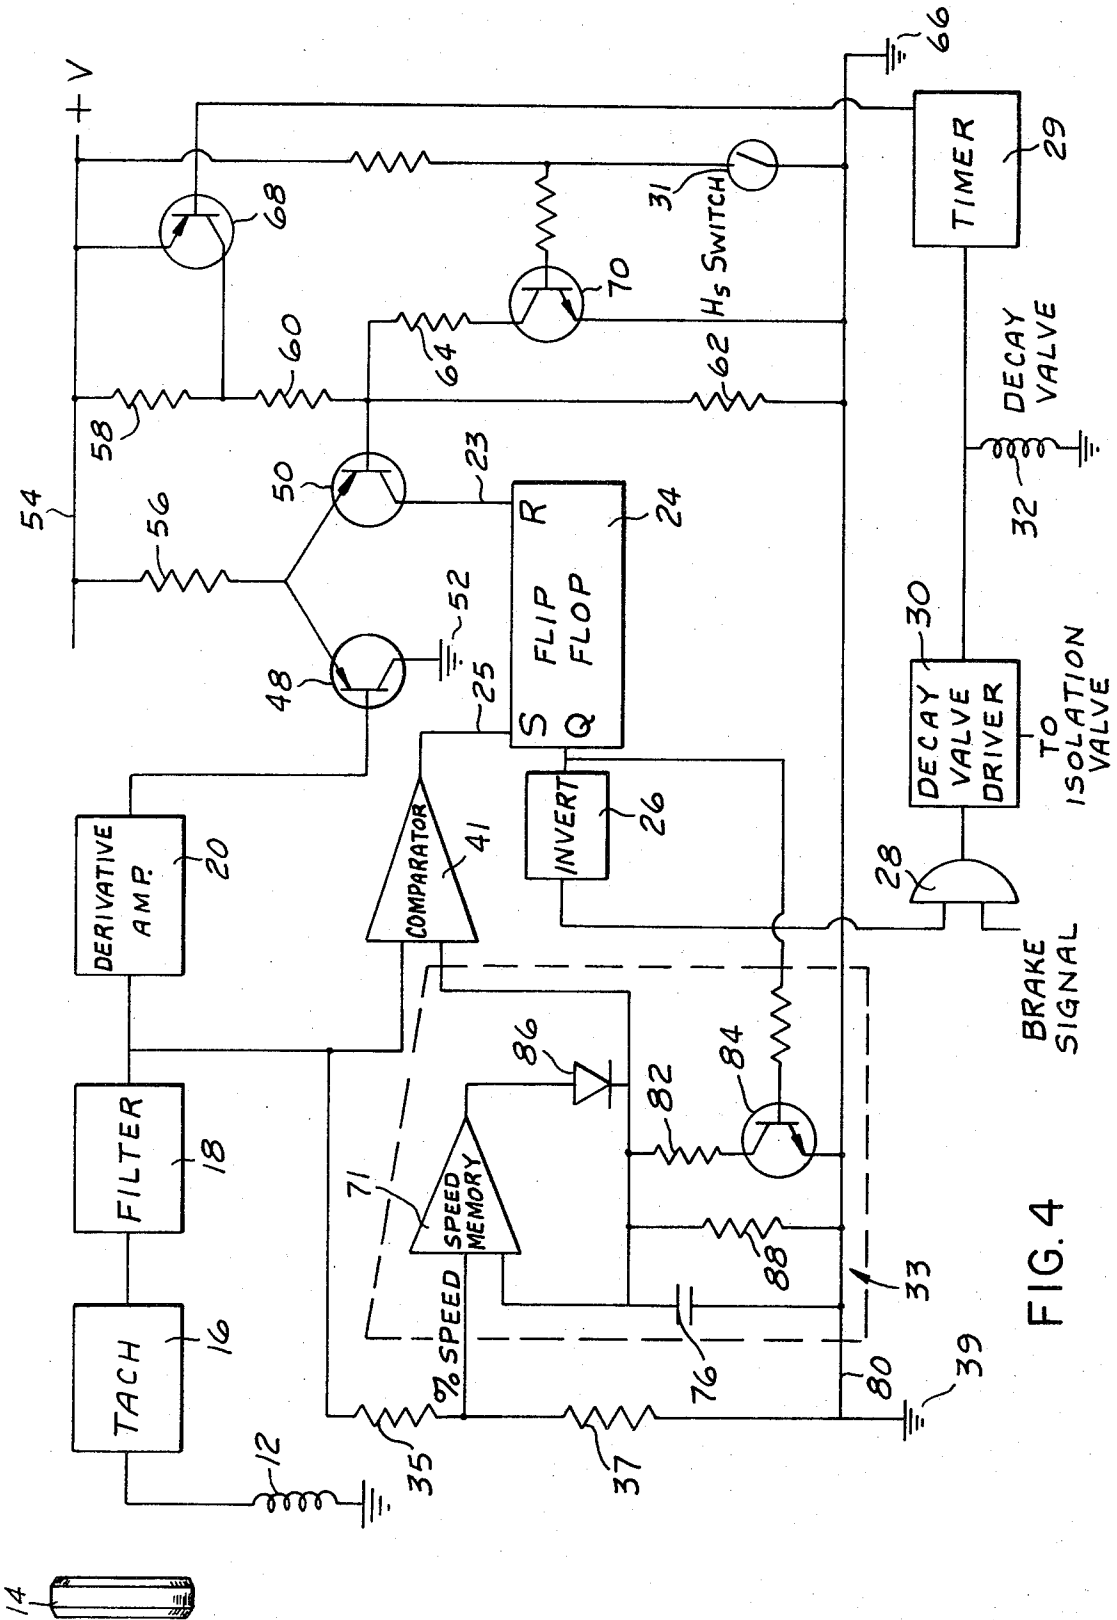 14
12
TACH
16
FILTER
18
DERIVATIVE
AMP.
20
48
52
56
54
+ V
50
58
60
68
64
70
62
31
HS SWITCH
66
TIMER
29
23
25
S
R
FLIP
FLOP
Q
24
COMPARATOR
41
INVERT
26
71
SPEED
MEMORY
% SPEED
86
82
84
88
76
33
80
35
37
39
28
BRAKE
SIGNAL
DECAY
VALVE
DRIVER
30
TO
ISOLATION
VALVE
32
DECAY
VALVE
FIG. 4